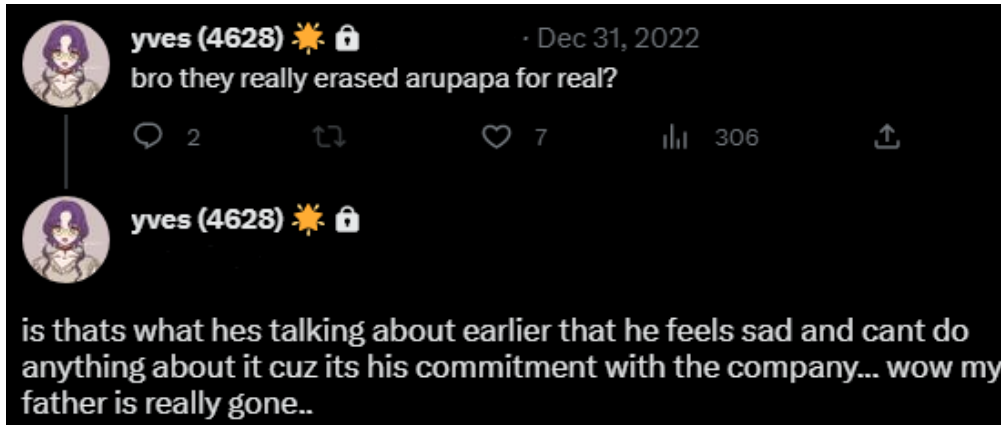 yves (4628) 🌟 🔒 · Dec 31, 2022
bro they really erased arupapa for real?
2 7 306
yves (4628) 🌟 🔒
is thats what hes talking about earlier that he feels sad and cant do
anything about it cuz its his commitment with the company... wow my
father is really gone..